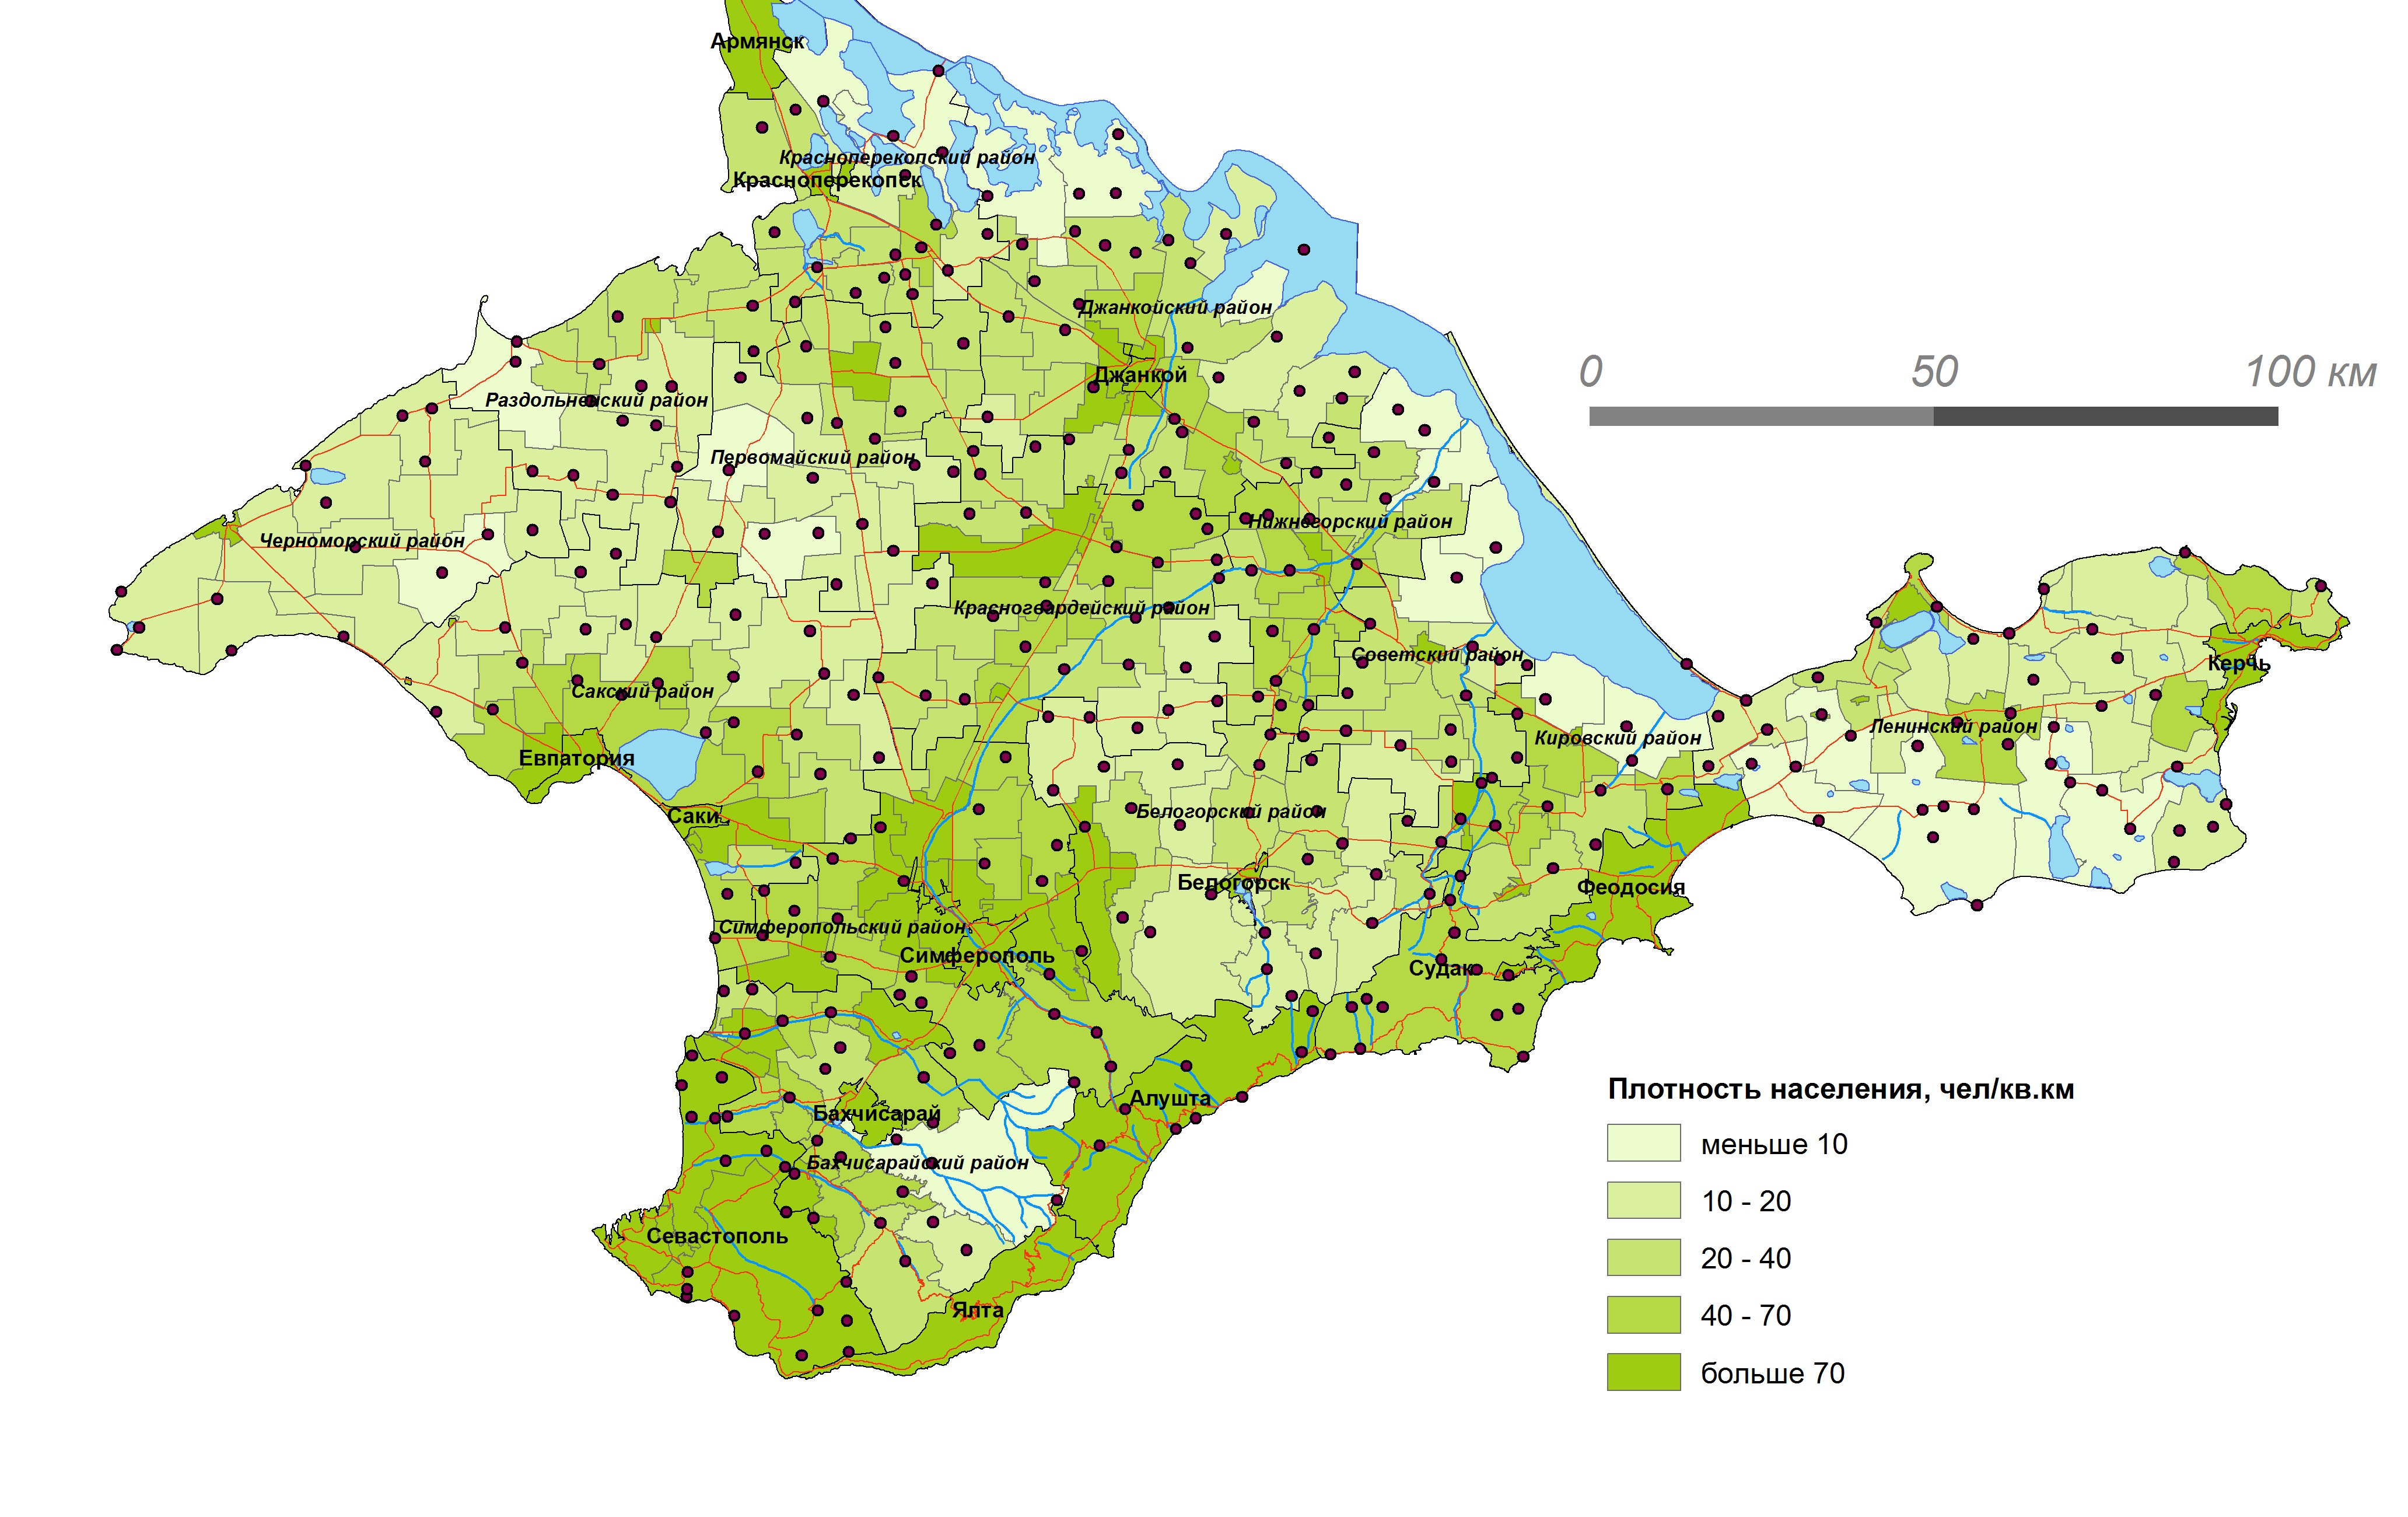 Армянск
Красноперекопский район
Красноперекопск
Джанкойский район
0
50
100 км
Джанкой
Раздольненский район
Первомайский район
Нижнегорский район
Черноморский район
Красногвардейский район
Советский район
Керчь
Сакский район
Ленинский район
Кировский район
Евпатория
Саки
Белогорский район
Белогорск
Феодосия
Симферопольский район
Симферополь
Судак
Плотность населения, чел/кв.км
Алушта
Бахчисарай
меньше 10
Бахчисарайский район
10 - 20
Севастополь
20 - 40
Ялта
40 - 70
больше 70